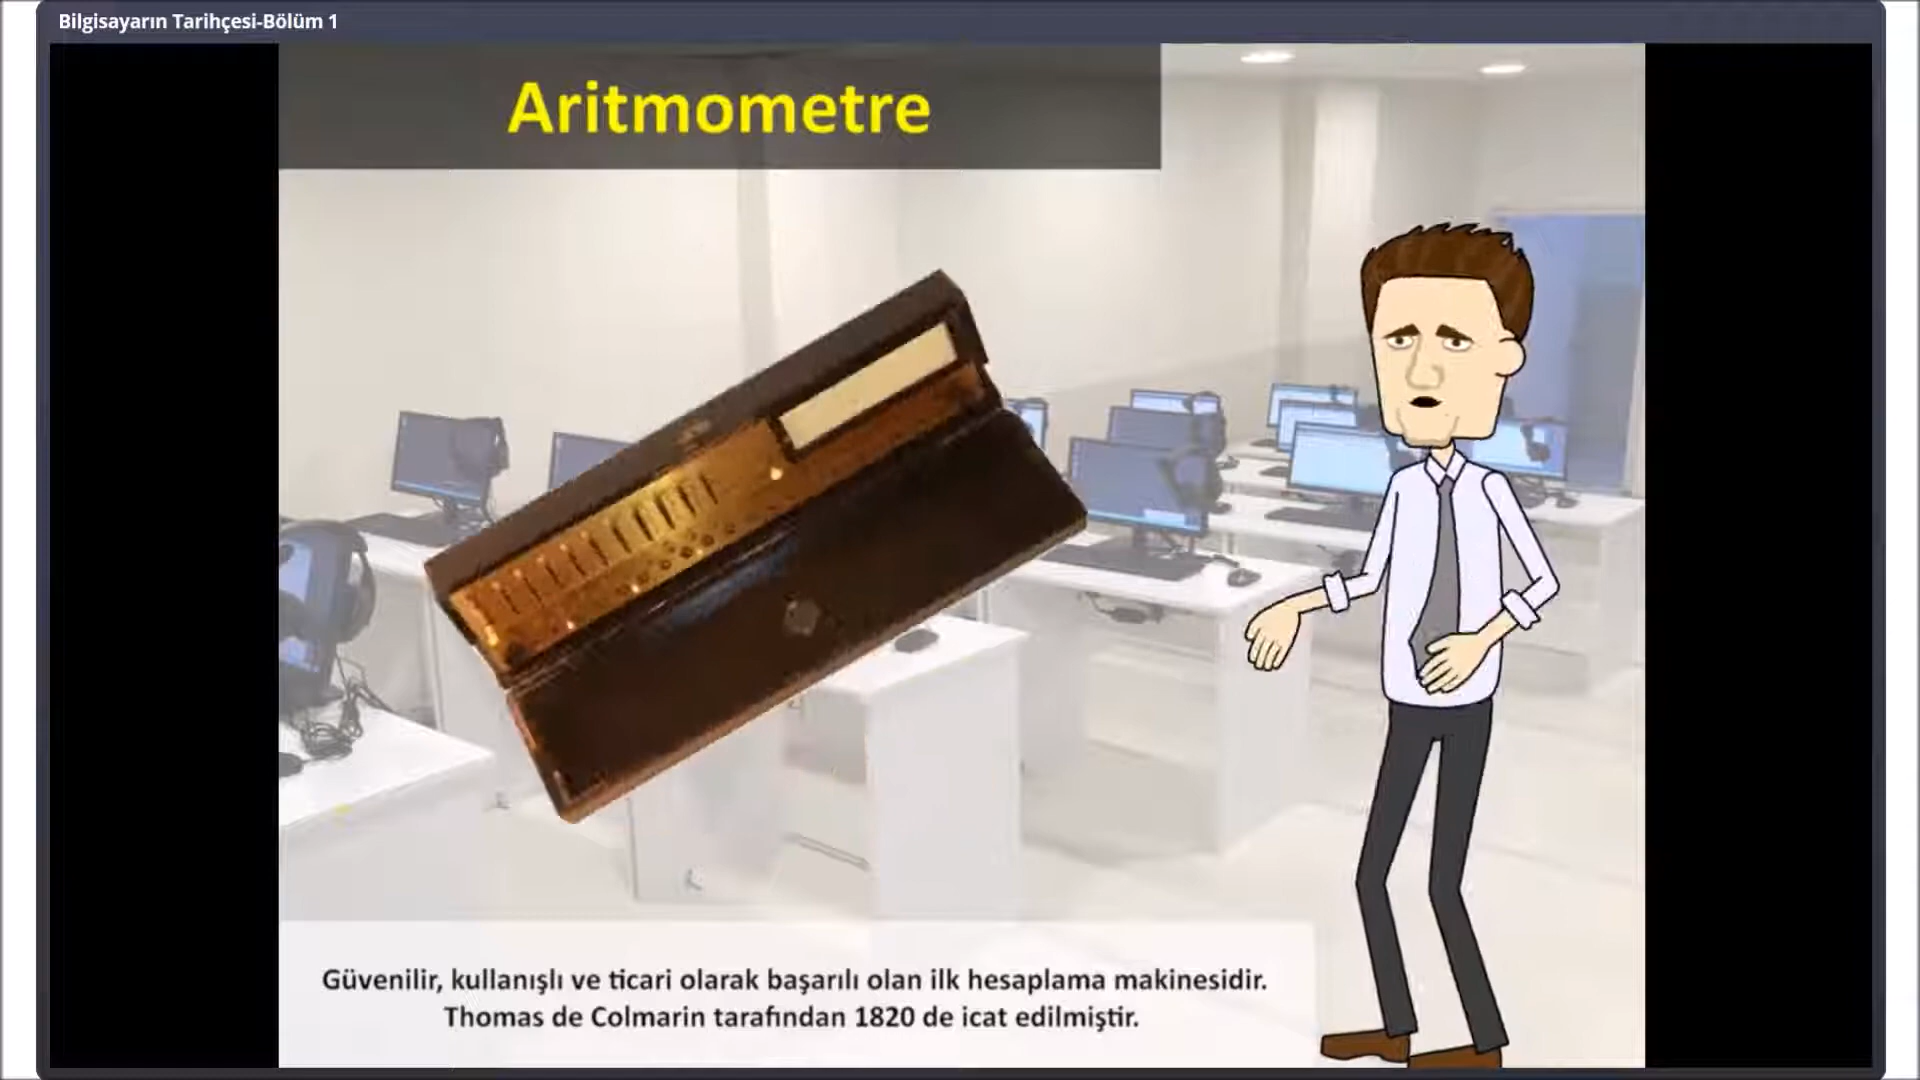 Bilgisayarın Tarihçesi-Bölüm 1
Aritmometre
Güvenilir, kullanışlı ve ticari olarak başarılı olan ilk hesaplama makinesidir.
Thomas de Colmarin tarafından 1820 de icat edilmiştir.